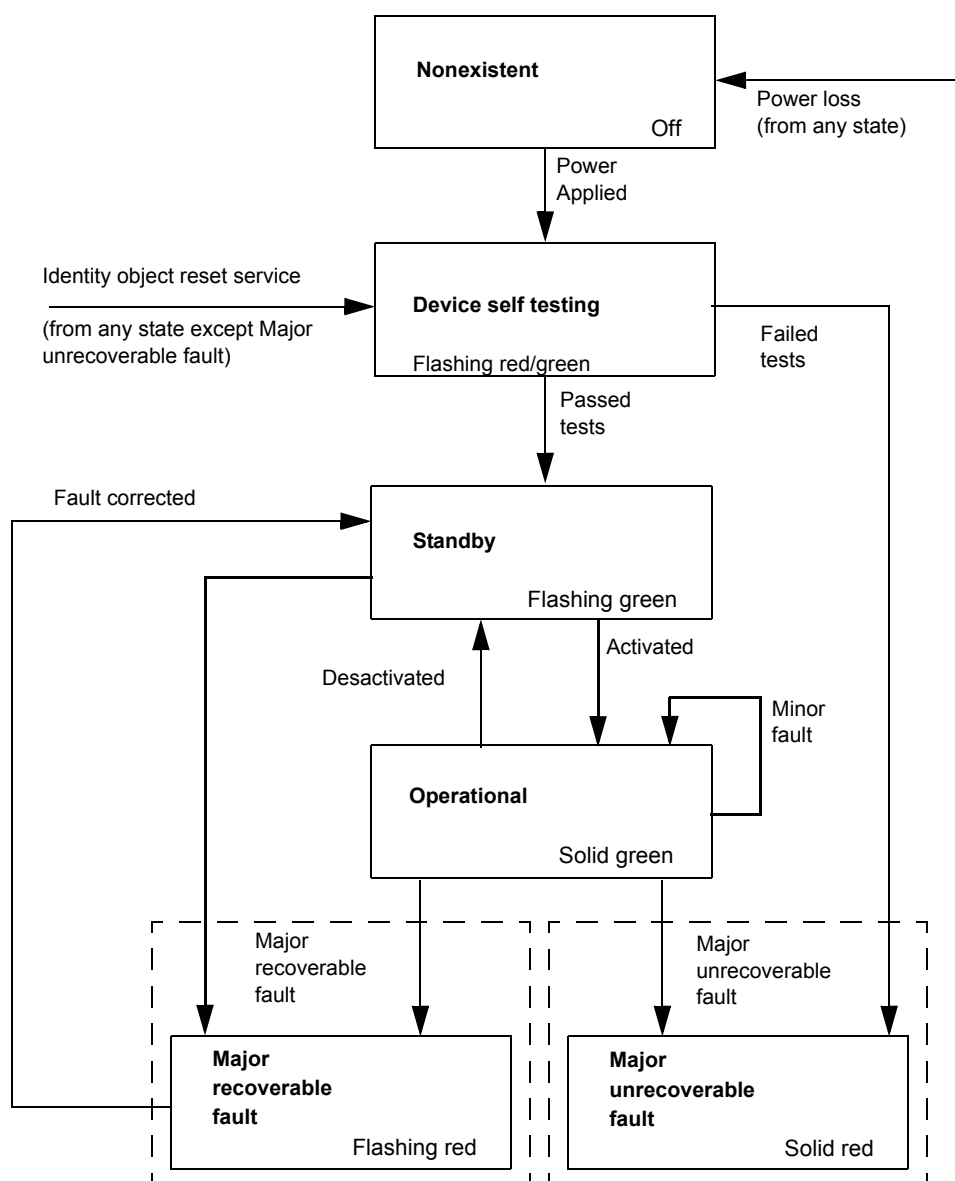 Nonexistent
Off
Power loss
(from any state)
Power
Applied
Identity object reset service
(from any state except Major
unrecoverable fault)
Device self testing
Flashing red/green
Failed
tests
Passed
tests
Fault corrected
Standby
Flashing green
Activated
Desactivated
Minor
fault
Operational
Solid green
Major
recoverable
fault
Major
unrecoverable
fault
Major
recoverable
fault
Flashing red
Major
unrecoverable
fault
Solid red